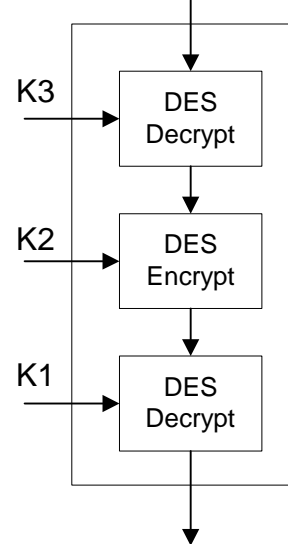 K3
DES
Decrypt
K2
DES
Encrypt
K1
DES
Decrypt